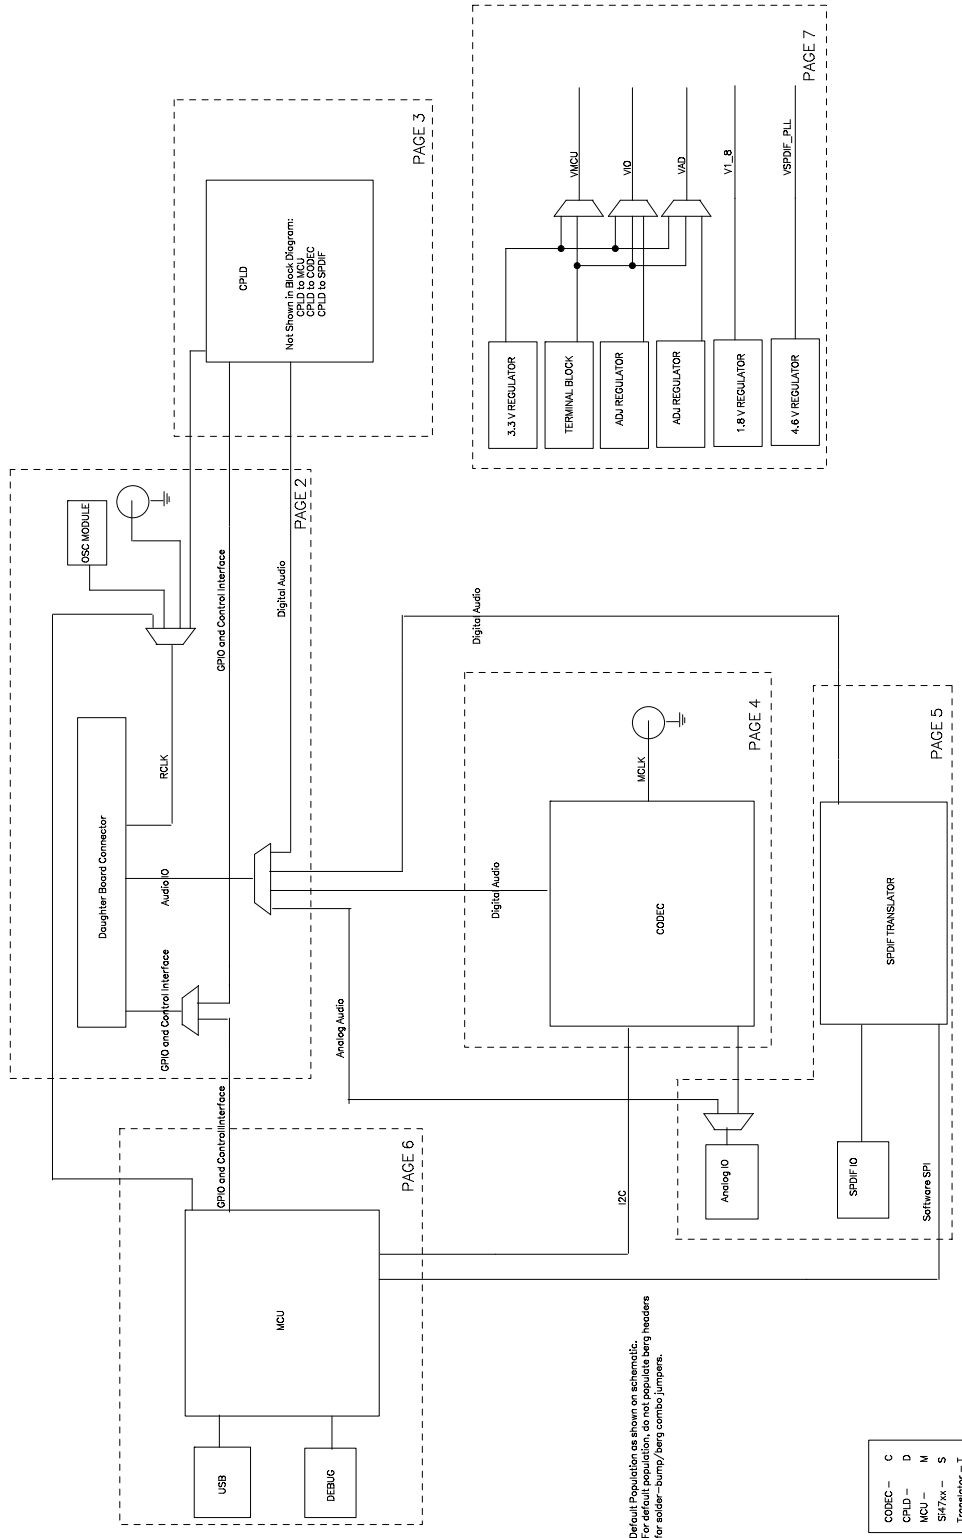 USB
DEBUG
MCU
PAGE 6
GPIO and Control Interface
GPIO and Control Interface
Daughter Board Connector
Audio IO
RCLK
OSC MODULE
PAGE 2
GPIO and Control Interface
Digital Audio
CPLD
Not Shown in Block Diagram:
CPLD to MCU
CPLD to CODEC
CPLD to SPDIF
PAGE 3
Analog Audio
Digital Audio
Digital Audio
I2C
CODEC
MCLK
PAGE 4
Analog IO
SPDIF IO
Software SPI
SPDIF TRANSLATOR
PAGE 5
3.3 V REGULATOR
TERMINAL BLOCK
ADJ REGULATOR
ADJ REGULATOR
1.8 V REGULATOR
4.6 V REGULATOR
VMCU
VIO
VAD
V1_8
VSPDIF_PLL
PAGE 7
Default Population as shown on schematic.
For default population, do not populate berg headers
for solder-bump/berg combo jumpers.
CODEC - C
CPLD - D
MCU - M
Si47xx - S
Translator - T